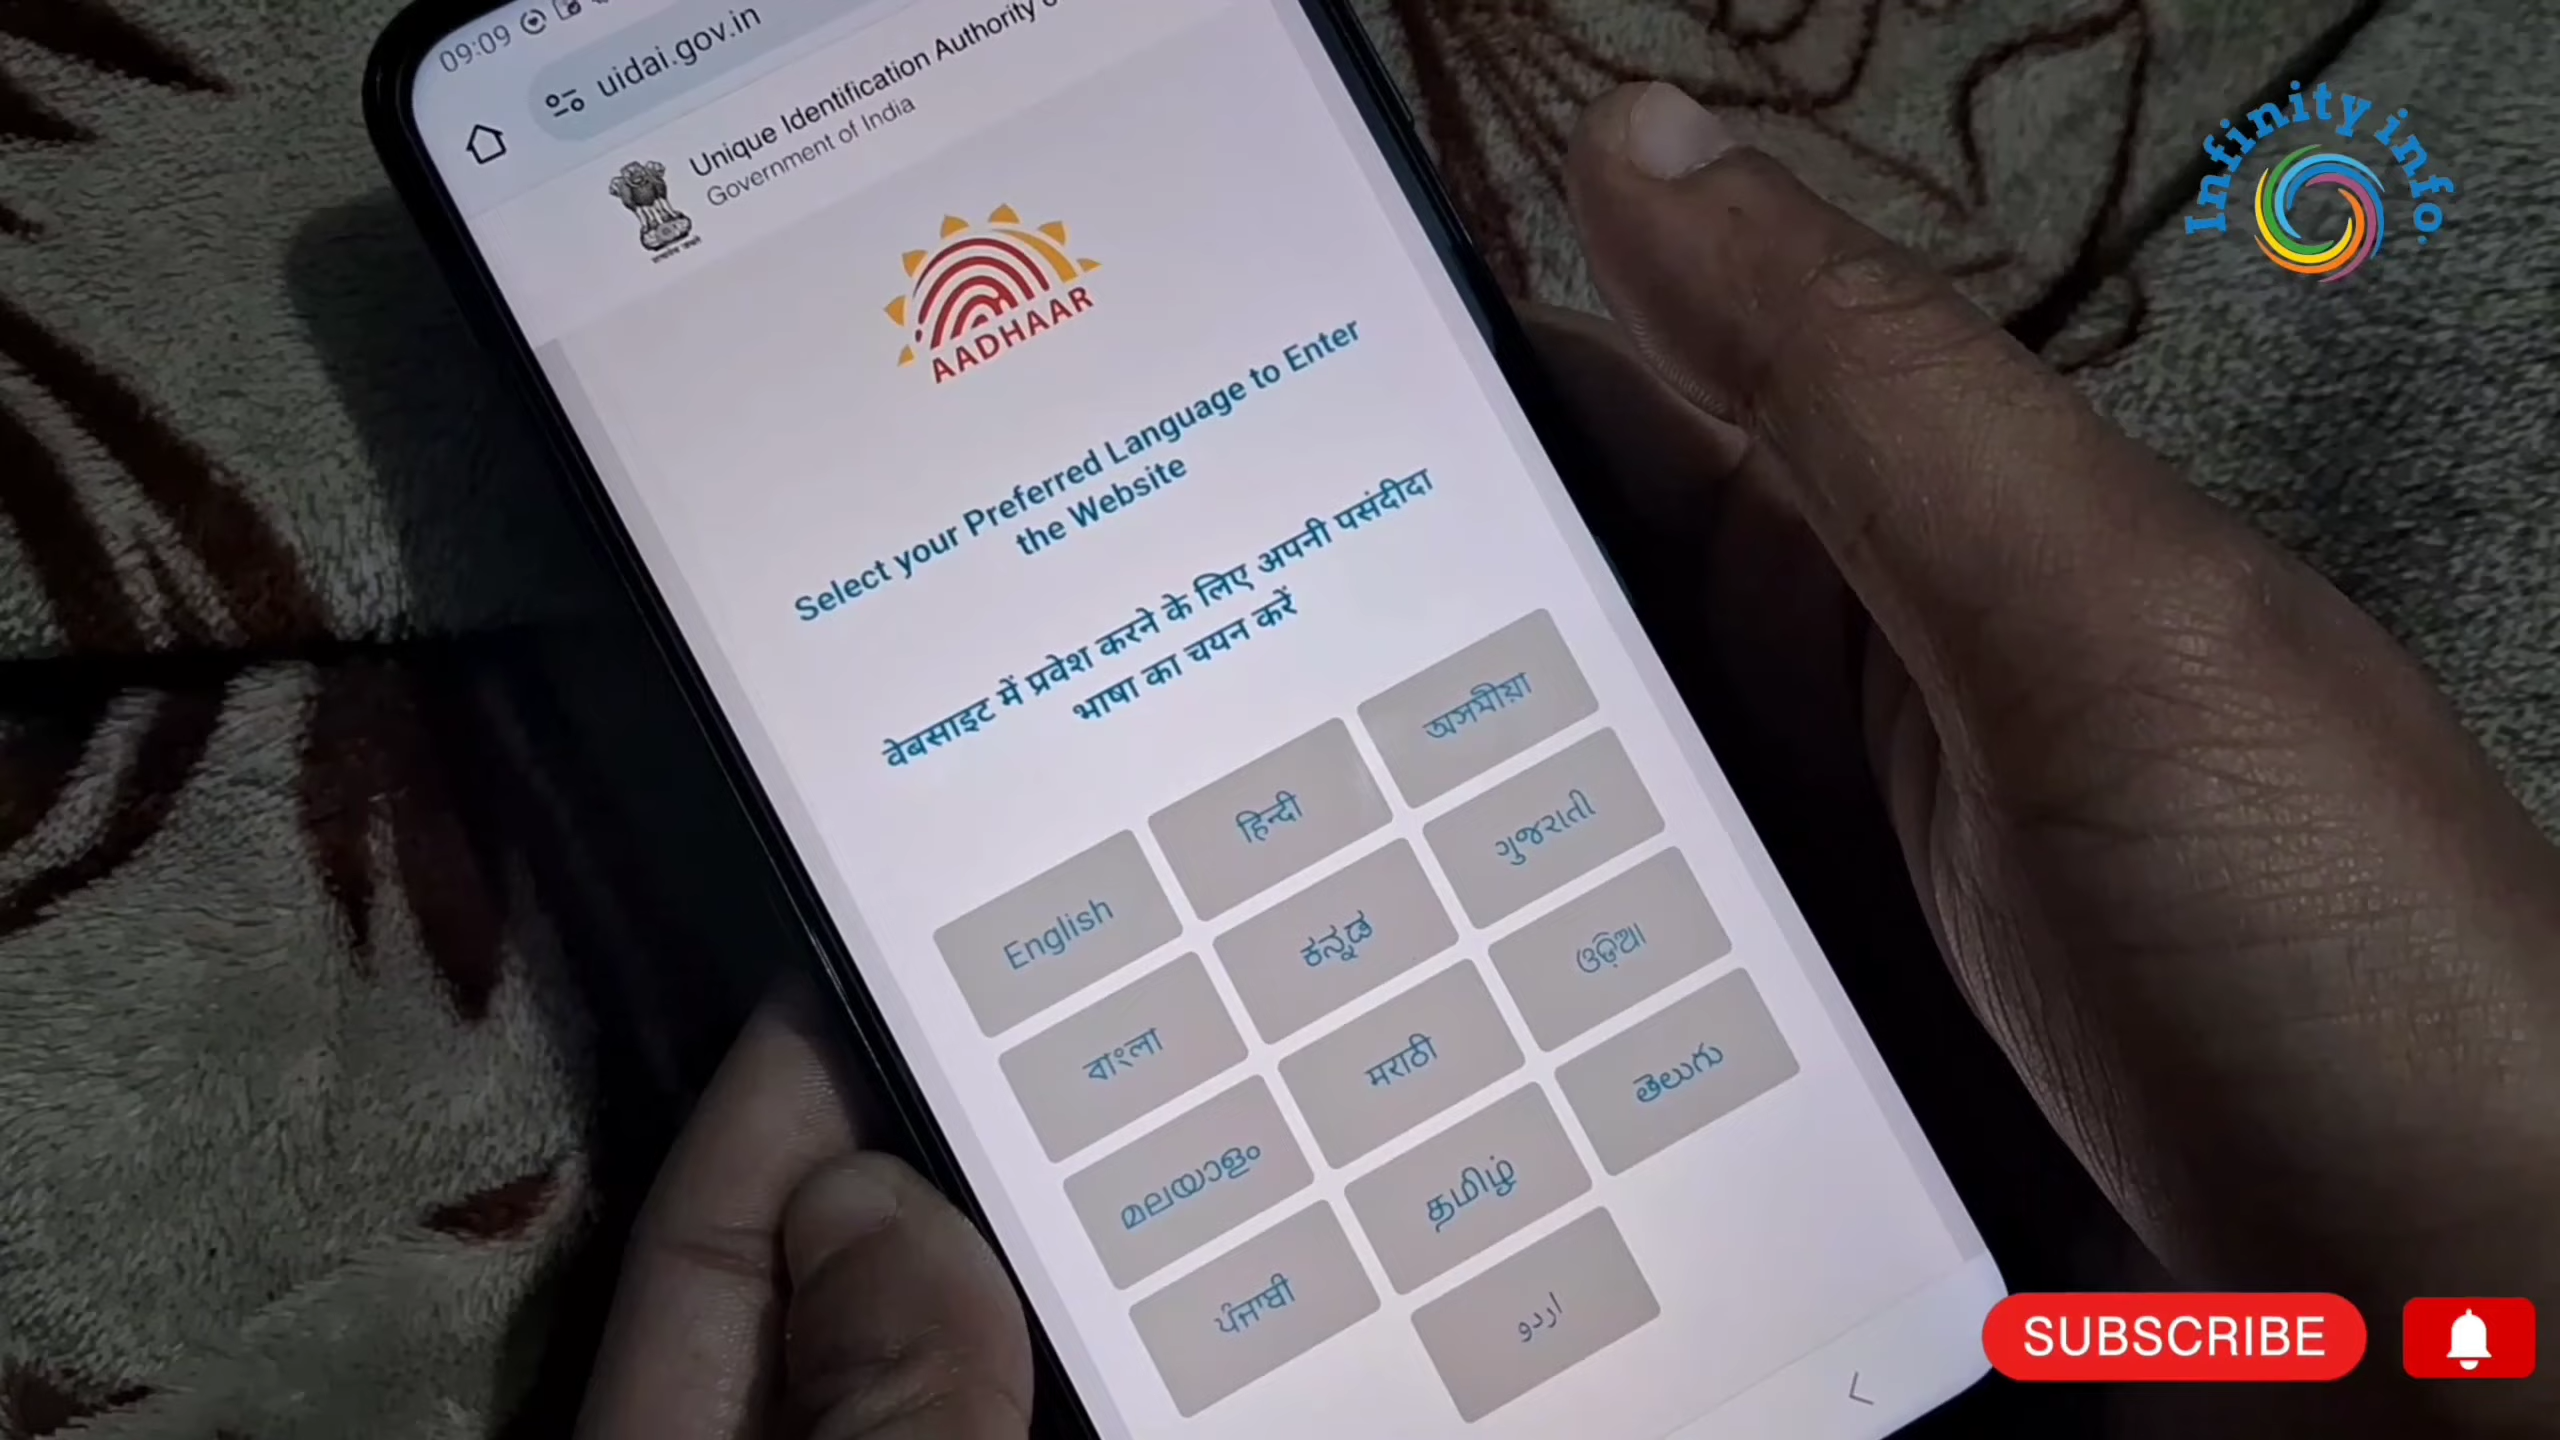 09:09
uidai.gov.in
Unique Identification Authority
Government of India
AADHAAR
Select your Preferred Language to Enter
the Website
वेबसाइट में प्रवेश करने के लिए अपनी पसंदीदा
भाषा का चयन करें
English
हिन्दी
অসমীয়া
বাংলা
ಕನ್ನಡ
ગુજરાતી
മലയാളം
मराठी
ଓଡ଼ିଆ
ਪੰਜਾਬੀ
தமிழ்
తెలుగు
اردو
Infinity info.
SUBSCRIBE